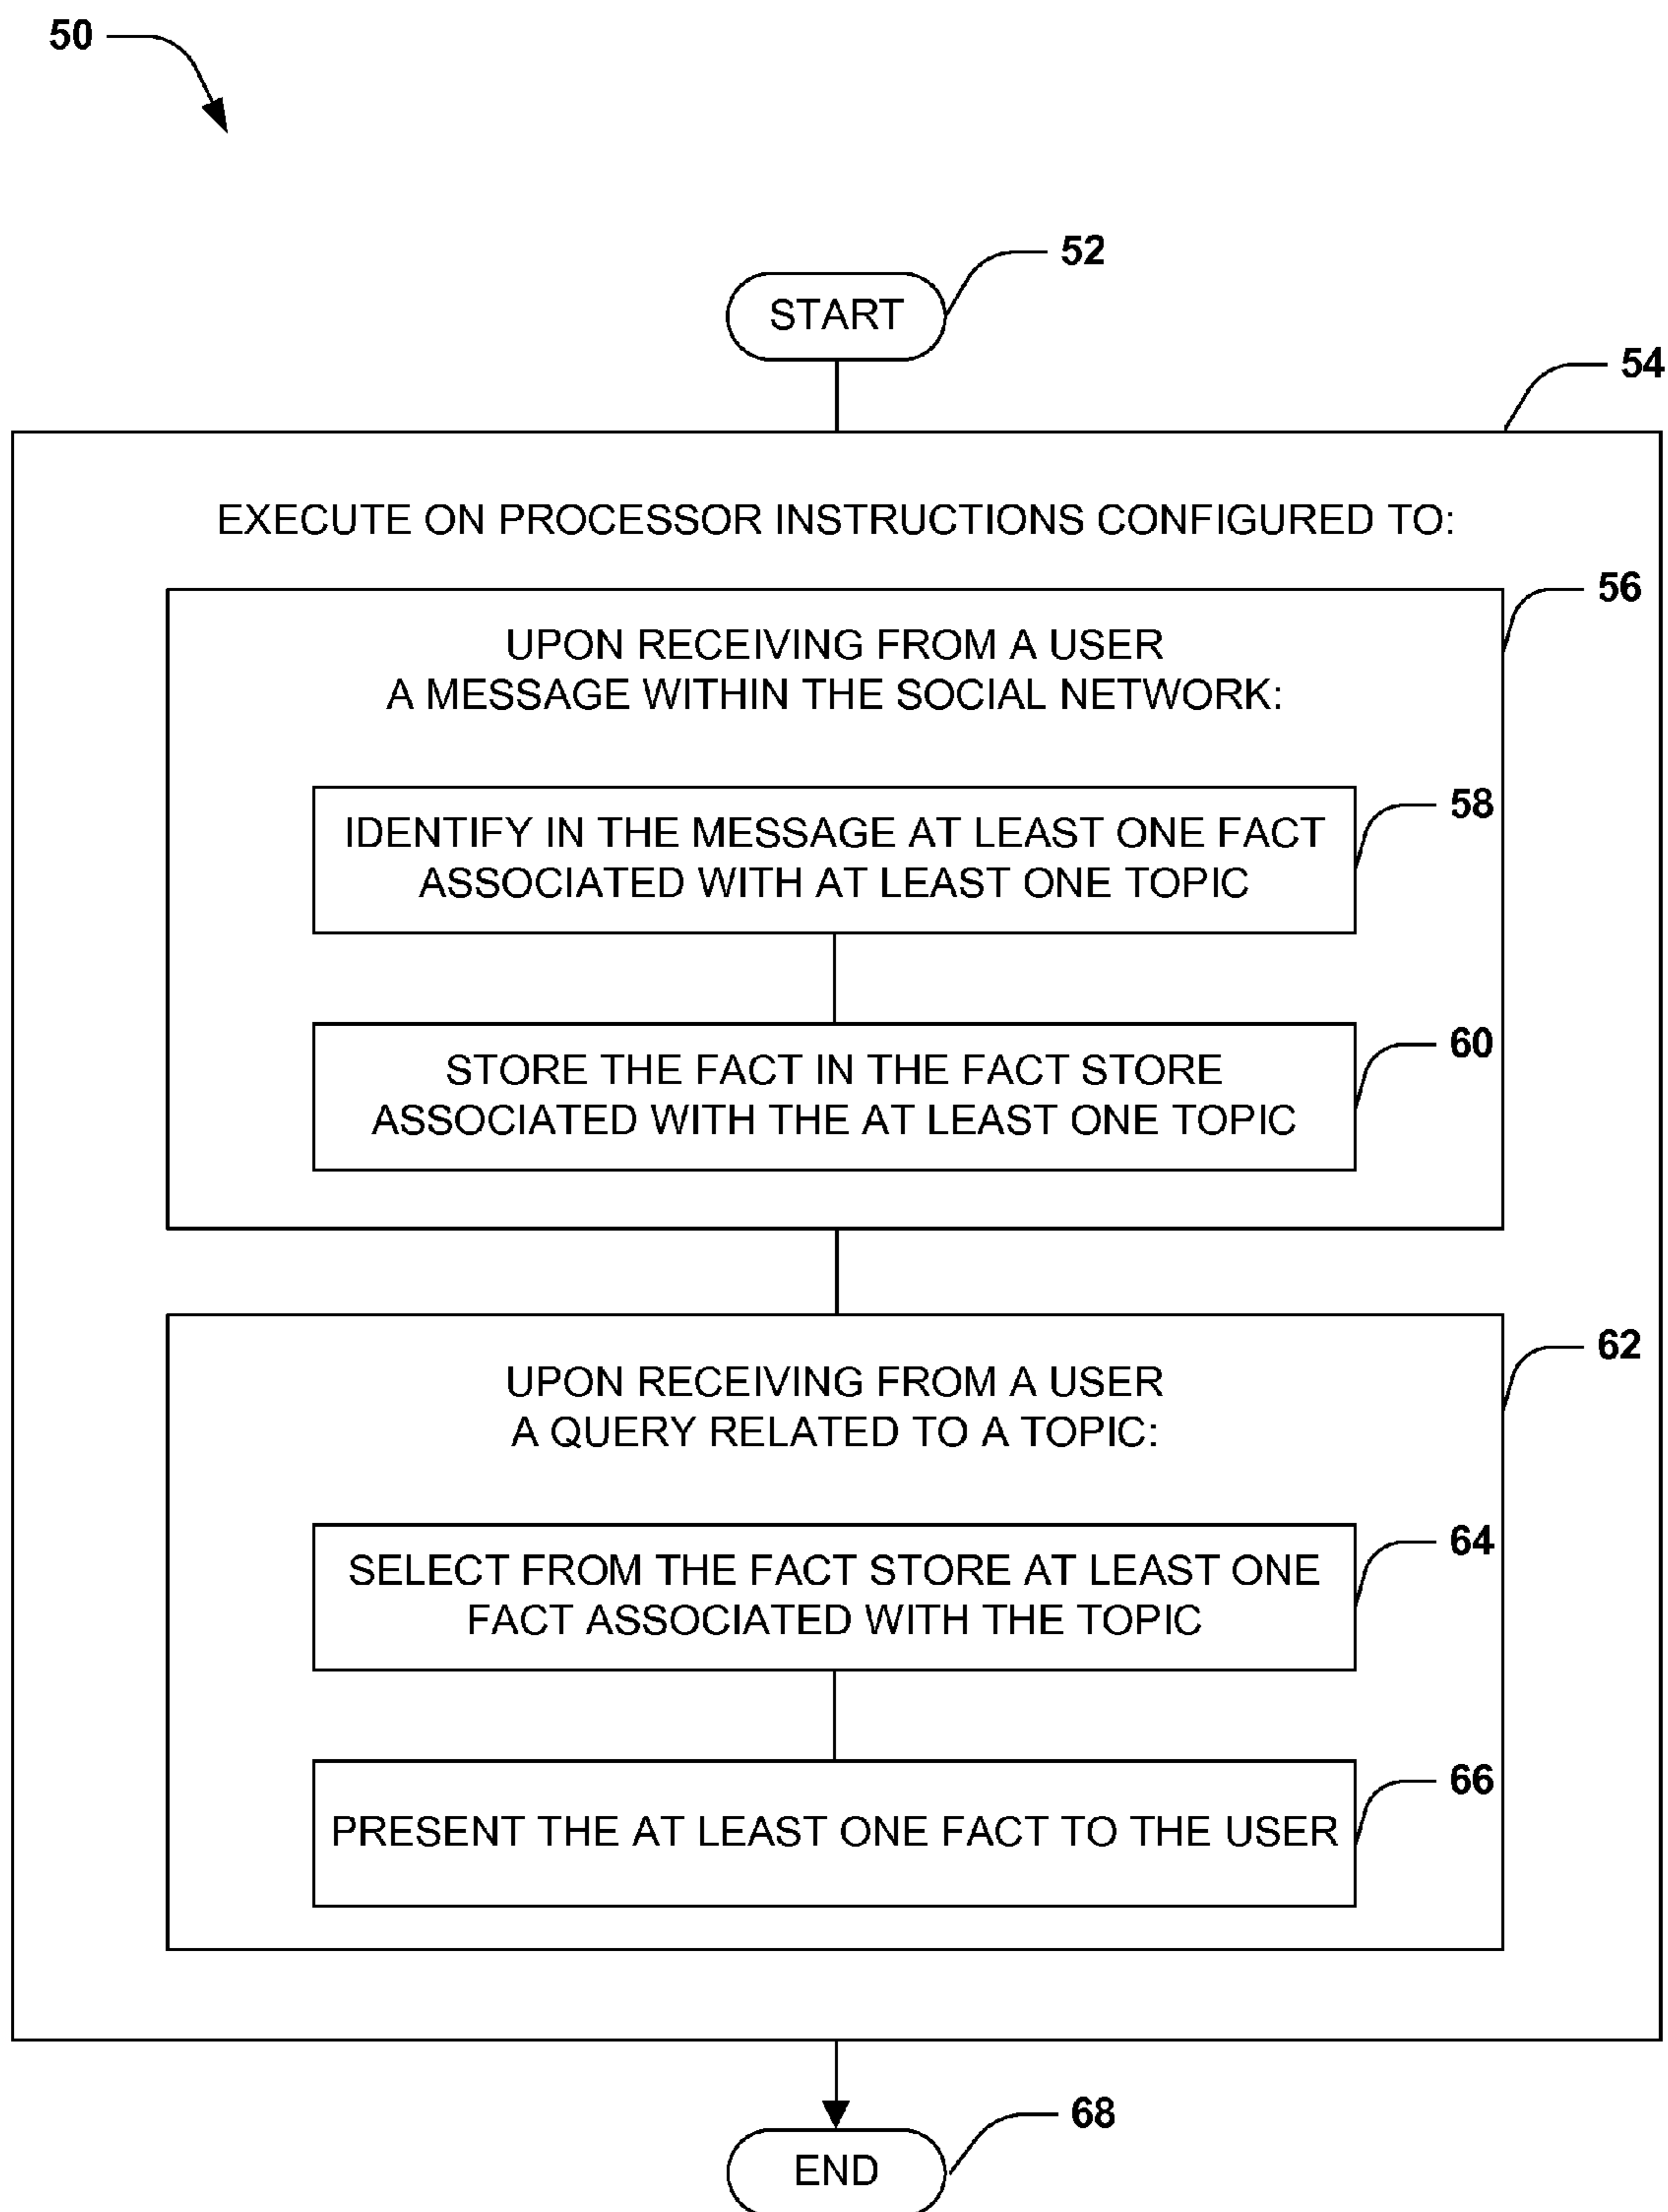 50
52
START
54
EXECUTE ON PROCESSOR INSTRUCTIONS CONFIGURED TO:
56
UPON RECEIVING FROM A USER
A MESSAGE WITHIN THE SOCIAL NETWORK:
58
IDENTIFY IN THE MESSAGE AT LEAST ONE FACT
ASSOCIATED WITH AT LEAST ONE TOPIC
60
STORE THE FACT IN THE FACT STORE
ASSOCIATED WITH THE AT LEAST ONE TOPIC
62
UPON RECEIVING FROM A USER
A QUERY RELATED TO A TOPIC:
64
SELECT FROM THE FACT STORE AT LEAST ONE
FACT ASSOCIATED WITH THE TOPIC
66
PRESENT THE AT LEAST ONE FACT TO THE USER
68
END